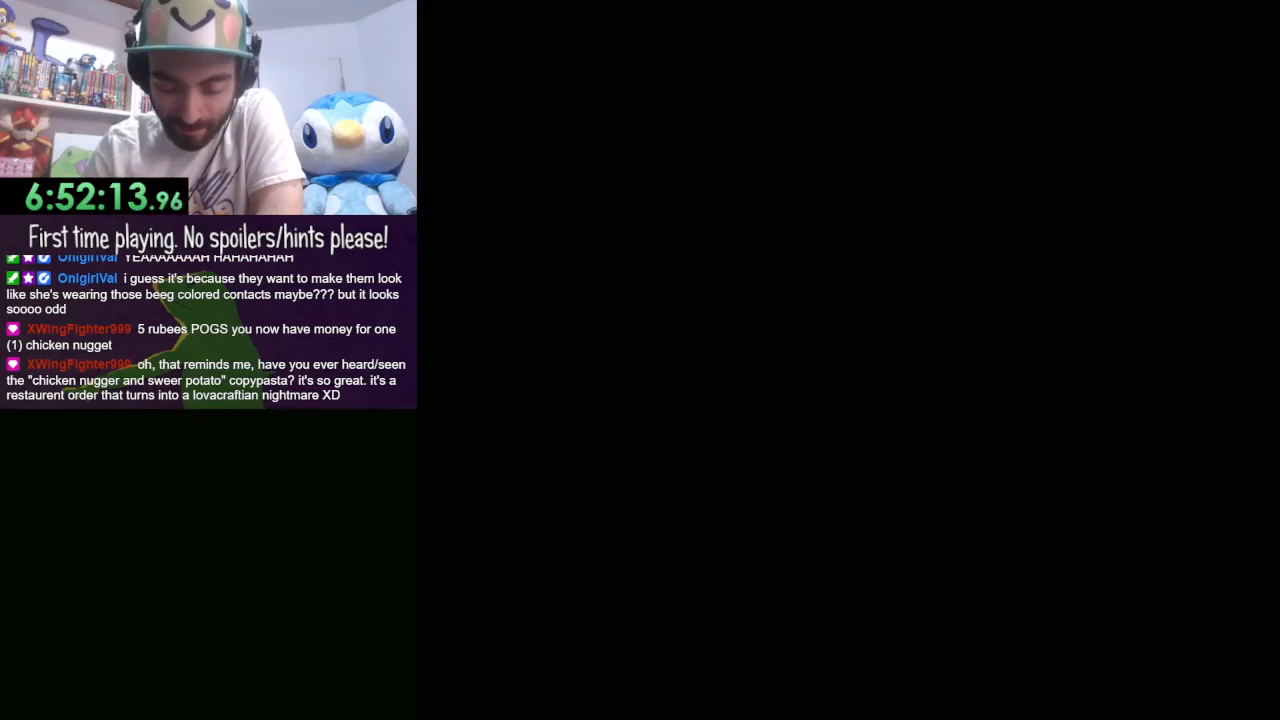 6:52:13.96
First time playing. No spoilers/hints please!
OnigiriVal YEAAAAAAAH HAHAHAHAH
OnigiriVal i guess it's because they want to make them look
like she's wearing those beeg colored contacts maybe??? but it looks
soooo odd
XWingFighter999 5 rubees POGS you now have money for one
(1) chicken nugget
XWingFighter999 oh, that reminds me, have you ever heard/seen
the "chicken nugger and sweer potato" copypasta? it's so great. it's a
restaurent order that turns into a lovacraftian nightmare XD